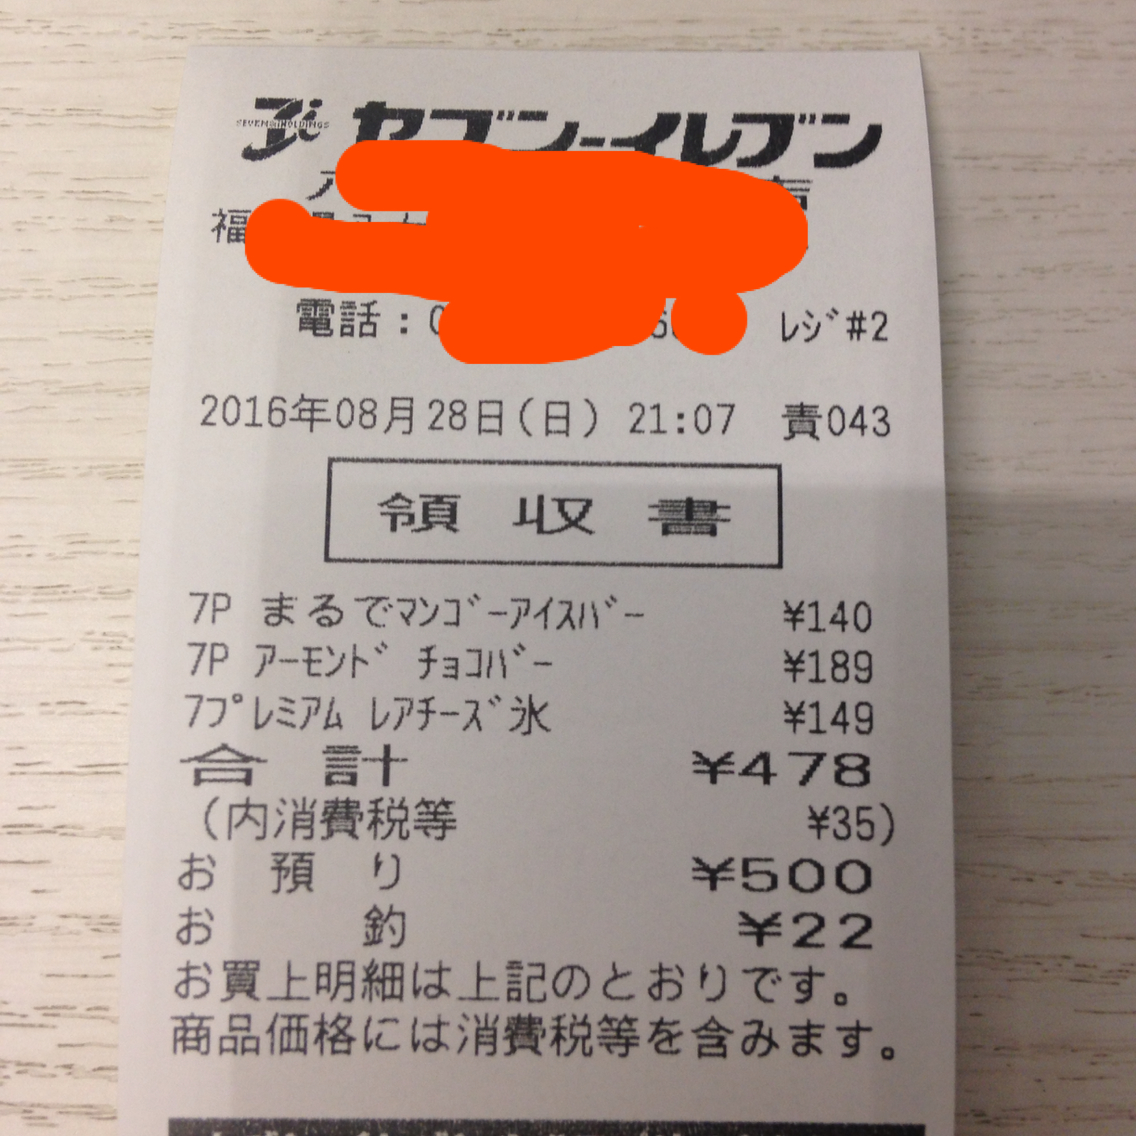 SEVEN&i HOLDINGS
セブン-イレブン
福
電話:0 レジ#2
2016年08月28日(日) 21:07 責043
領収書
7P まるでマンゴーアイスバー ¥140
7P アーモンド チョコバー ¥189
7プレミアム レアチーズ氷 ¥149
合計 ¥478
(内消費税等 ¥35)
お預り ¥500
お釣 ¥22
お買上明細は上記のとおりです。
商品価格には消費税等を含みます。